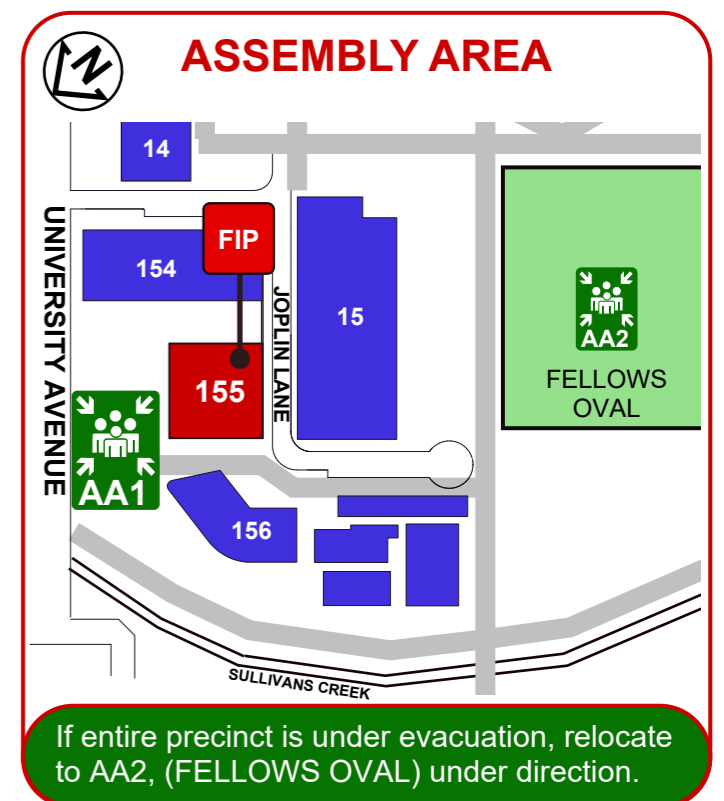 N
ASSEMBLY AREA
14
UNIVERSITY AVENUE
FIP
154
JOPLIN LANE
15
AA2
FELLOWS
OVAL
155
AA1
156
SULLIVANS CREEK
If entire precinct is under evacuation, relocate
to AA2, (FELLOWS OVAL) under direction.